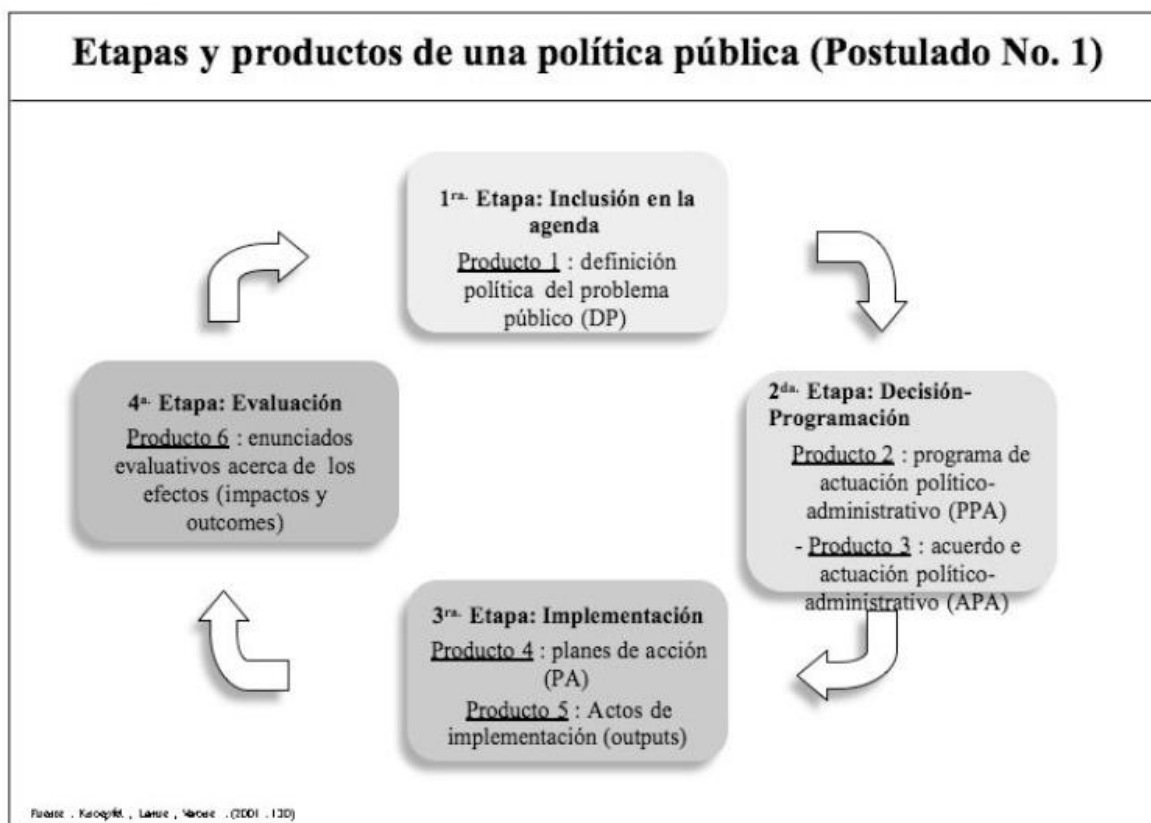 Etapas y productos de una política pública (Postulado No. 1)
1ra. Etapa: Inclusión en la
agenda
Producto 1 : definición
política del problema
público (DP)
2da. Etapa: Decisión-
Programación
Producto 2 : programa de
actuación político-
administrativo (PPA)
- Producto 3 : acuerdo e
actuación político-
administrativo (APA)
3ra. Etapa: Implementación
Producto 4 : planes de acción
(PA)
Producto 5 : Actos de
implementación (outputs)
4a. Etapa: Evaluación
Producto 6 : enunciados
evaluativos acerca de los
efectos (impactos y
outcomes)
(2001 . 130)